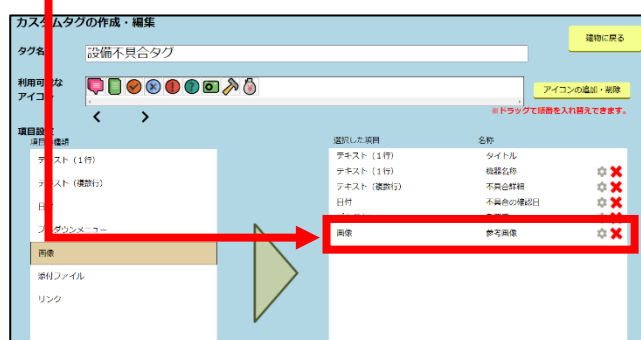 カスタムタグの作成・編集
建物に戻る
タグ名
設備不具合タグ
利用可能な
アイコン
アイコンの追加・削除
※ドラッグで順番を入れ替えできます。
項目設定
項目の種類
選択した項目 名称
テキスト（1行）
テキスト（複数行）
日付
プルダウンメニュー
画像
添付ファイル
リンク
テキスト（1行） タイトル
テキスト（1行） 機器名称
テキスト（複数行） 不具合詳細
日付 不具合の確認日
画像 参考画像